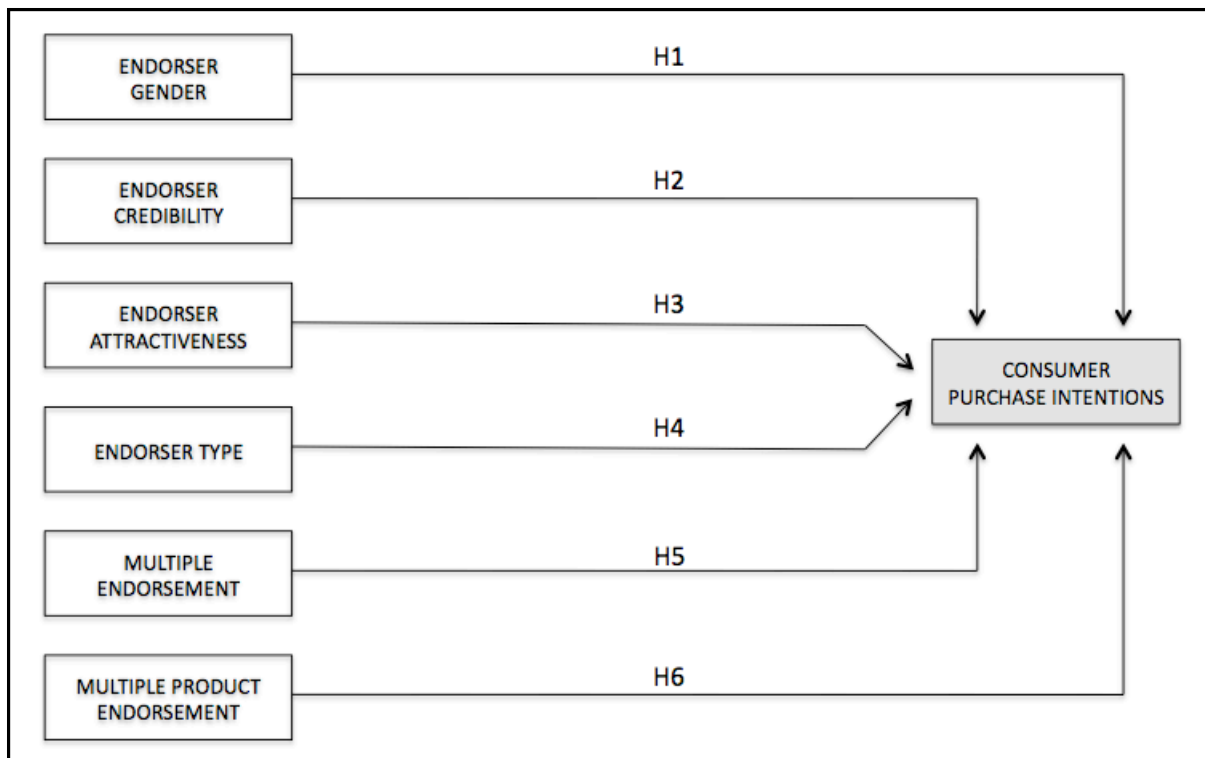 ENDORSER
GENDER
H1
ENDORSER
CREDIBILITY
H2
ENDORSER
ATTRACTIVENESS
H3
CONSUMER
PURCHASE INTENTIONS
ENDORSER TYPE
H4
MULTIPLE
ENDORSEMENT
H5
MULTIPLE PRODUCT
ENDORSEMENT
H6